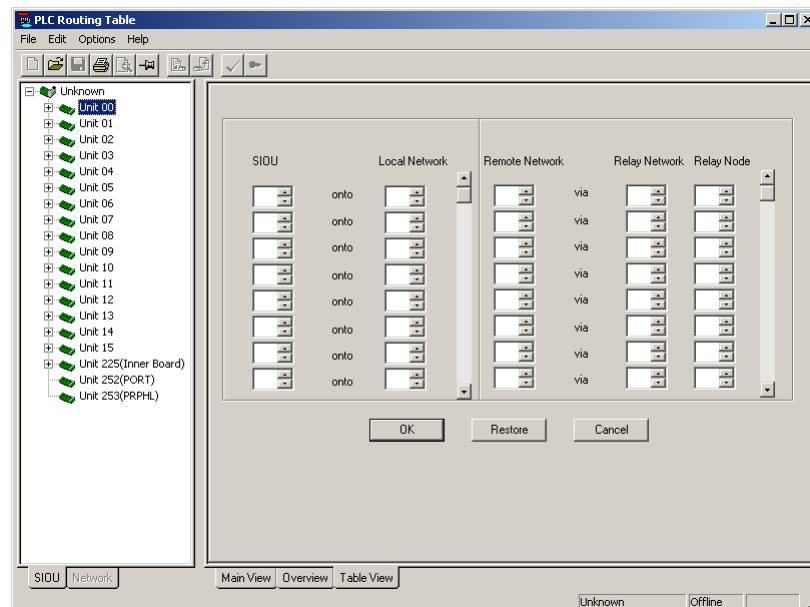 PLC Routing Table
File Edit Options Help
Unknown
Unit 00
Unit 01
Unit 02
Unit 03
Unit 04
Unit 05
Unit 06
Unit 07
Unit 08
Unit 09
Unit 10
Unit 11
Unit 12
Unit 13
Unit 14
Unit 15
Unit 225(Inner Board)
Unit 252(PORT)
Unit 253(PRPHL)
SIOU Network
SIOU Local Network Remote Network Relay Network Relay Node
onto via
onto via
onto via
onto via
onto via
onto via
onto via
onto via
OK Restore Cancel
Main View Overview Table View
Unknown Offline